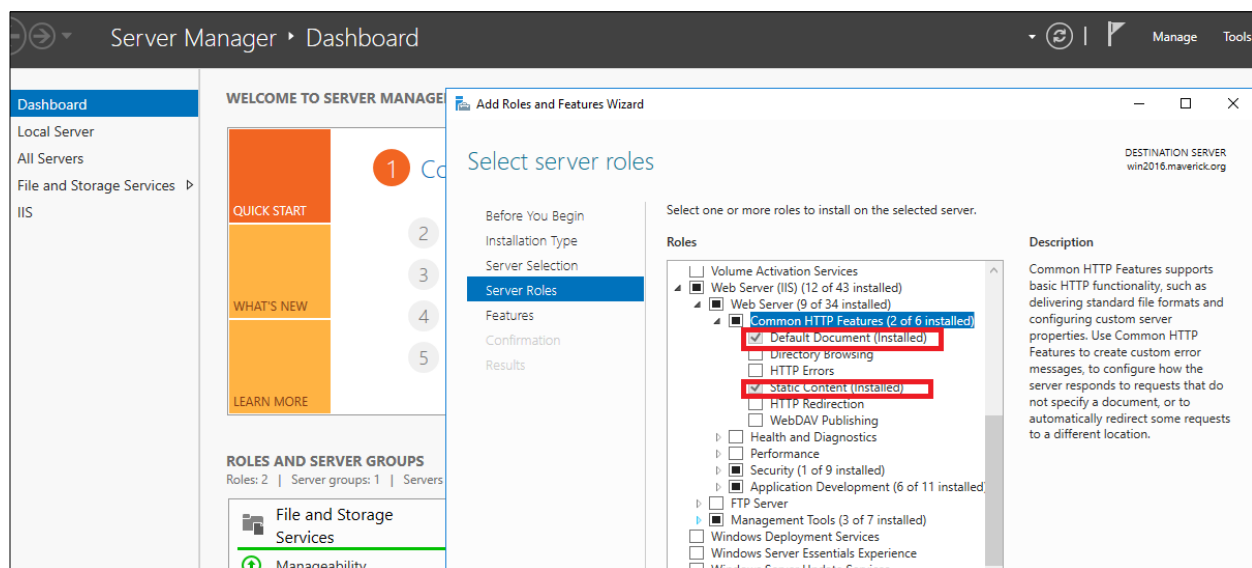 Server Manager ‣ Dashboard
Manage
Tools
Dashboard
Local Server
All Servers
File and Storage Services
IIS
WELCOME TO SERVER MANAGE
QUICK START
WHAT'S NEW
LEARN MORE
1
2
3
4
5
ROLES AND SERVER GROUPS
Roles: 2 | Server groups: 1 | Servers
File and Storage
Services
Manageability
Add Roles and Features Wizard
Select server roles
DESTINATION SERVER
win2016.maverick.org
Before You Begin
Installation Type
Server Selection
Server Roles
Features
Confirmation
Results
Select one or more roles to install on the selected server.
Roles
Volume Activation Services
Web Server (IIS) (12 of 43 installed)
Web Server (9 of 34 installed)
Common HTTP Features (2 of 6 installed)
Default Document (Installed)
Directory Browsing
HTTP Errors
Static Content (Installed)
HTTP Redirection
WebDAV Publishing
Health and Diagnostics
Performance
Security (1 of 9 installed)
Application Development (6 of 11 installed)
FTP Server
Management Tools (3 of 7 installed)
Windows Deployment Services
Windows Server Essentials Experience
Windows Server Update Services
Description
Common HTTP Features supports
basic HTTP functionality, such as
delivering standard file formats and
configuring custom server
properties. Use Common HTTP
Features to create custom error
messages, to configure how the
server responds to requests that do
not specify a document, or to
automatically redirect some requests
to a different location.